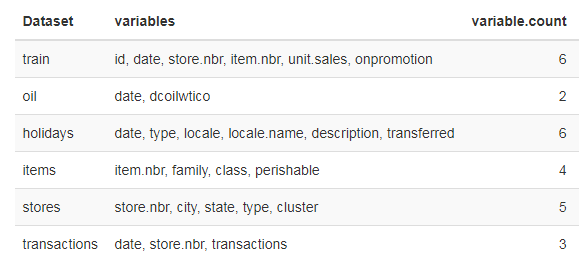 Dataset variables variable.count
train id, date, store.nbr, item.nbr, unit.sales, onpromotion 6
oil date, dcoilwtico 2
holidays date, type, locale, locale.name, description, transferred 6
items item.nbr, family, class, perishable 4
stores store.nbr, city, state, type, cluster 5
transactions date, store.nbr, transactions 3